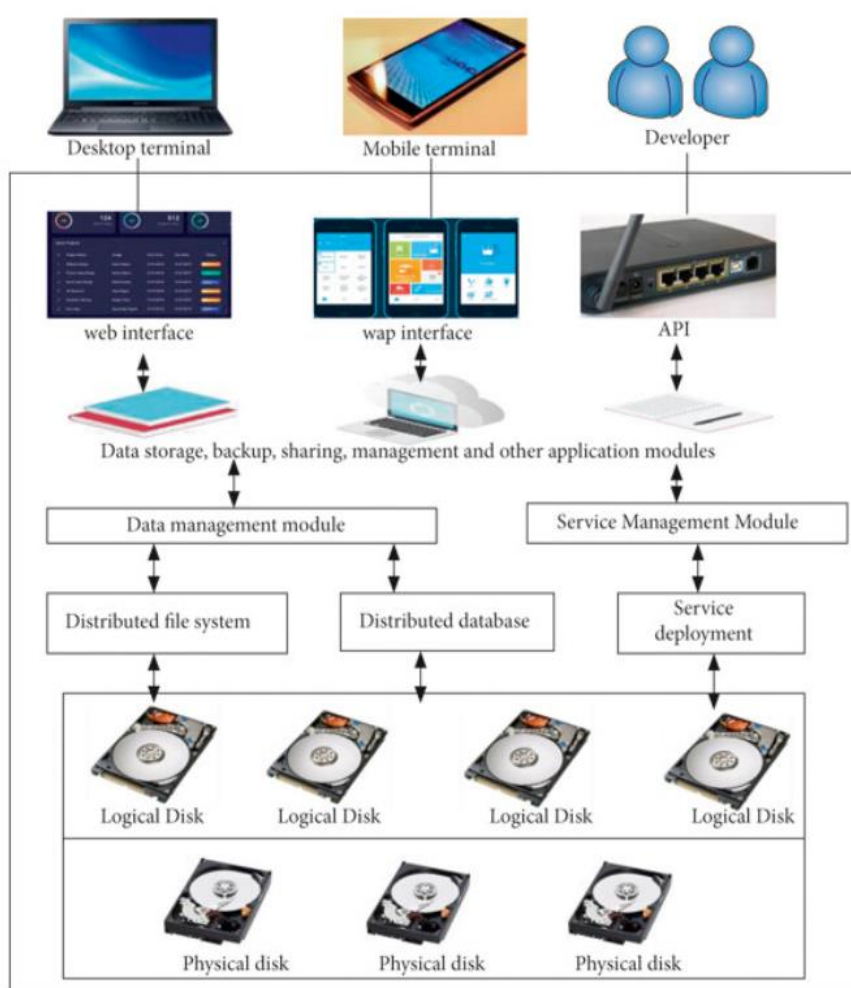 Desktop terminal
Mobile terminal
Developer
web interface
wap interface
API
Data storage, backup, sharing, management and other application modules
Data management module
Service Management Module
Distributed file system
Distributed database
Service
deployment
Logical Disk
Logical Disk
Logical Disk
Logical Disk
Physical disk
Physical disk
Physical disk